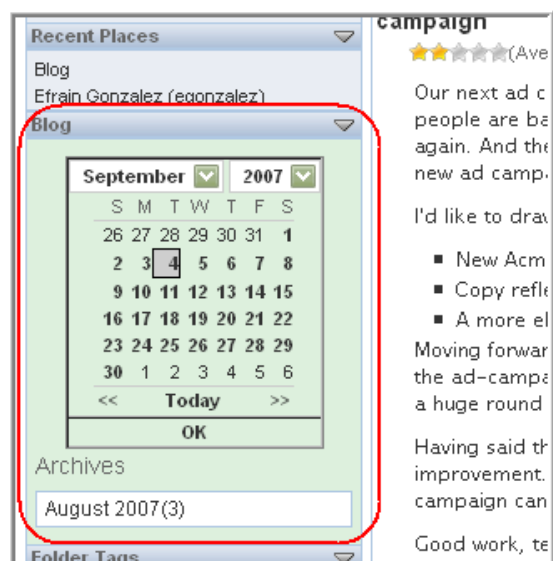 Recent Places
Blog
Efrain Gonzalez (egonzalez)
Blog
September 2007
S M T W T F S
26 27 28 29 30 31 1
2 3 4 5 6 7 8
9 10 11 12 13 14 15
16 17 18 19 20 21 22
23 24 25 26 27 28 29
30 1 2 3 4 5 6
<< Today >>
OK
Archives
August 2007(3)
Folder Tags
campaign
(Ave
Our next ad c
people are ba
again. And the
new ad camp
I'd like to dra
New Acm
Copy refle
A more el
Moving forwar
the ad-campa
a huge round
Having said th
improvement.
campaign can
Good work, te